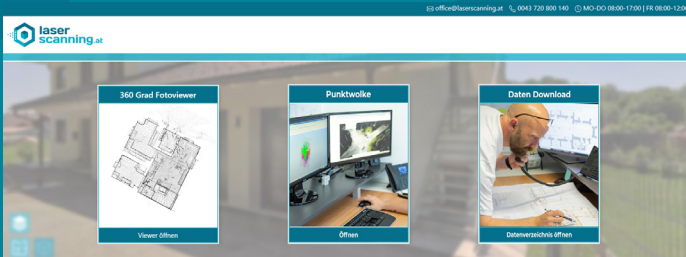 office@laserscanning.at 0043 720 800 140 MO-DO 08:00-17:00 | FR 08:00-12:00
laser
scanning.at
360 Grad Fotoviewer
Punktwolke
Daten Download
Viewer öffnen
Öffnen
Datenverzeichnis öffnen